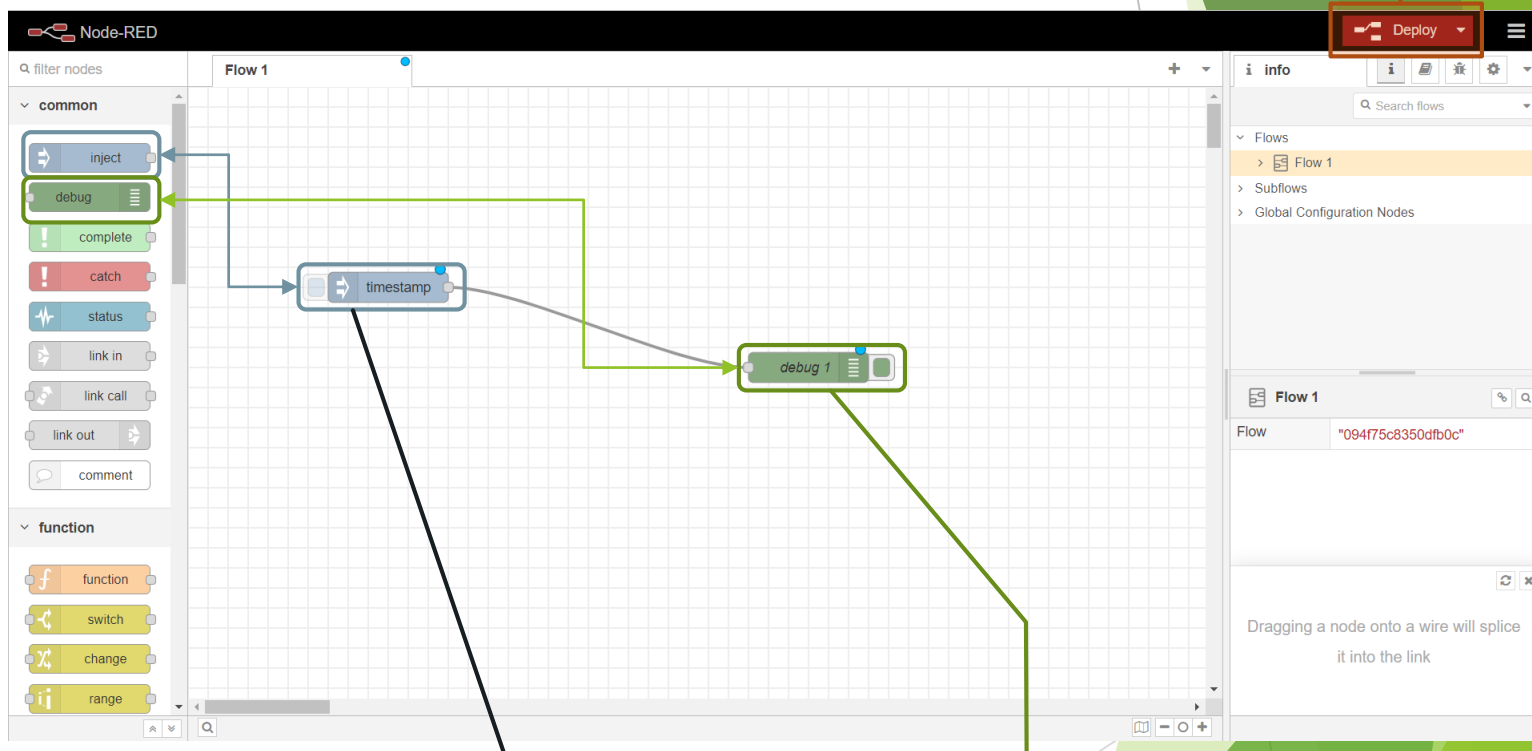 Node-RED
Deploy
filter nodes
Flow 1
i info
i
Search flows
common
inject
debug
complete
catch
status
link in
link call
link out
comment
function
function
switch
change
range
timestamp
debug 1
Flows
Flow 1
Subflows
Global Configuration Nodes
Flow 1
Flow "094f75c8350dfb0c"
Dragging a node onto a wire will splice
it into the link